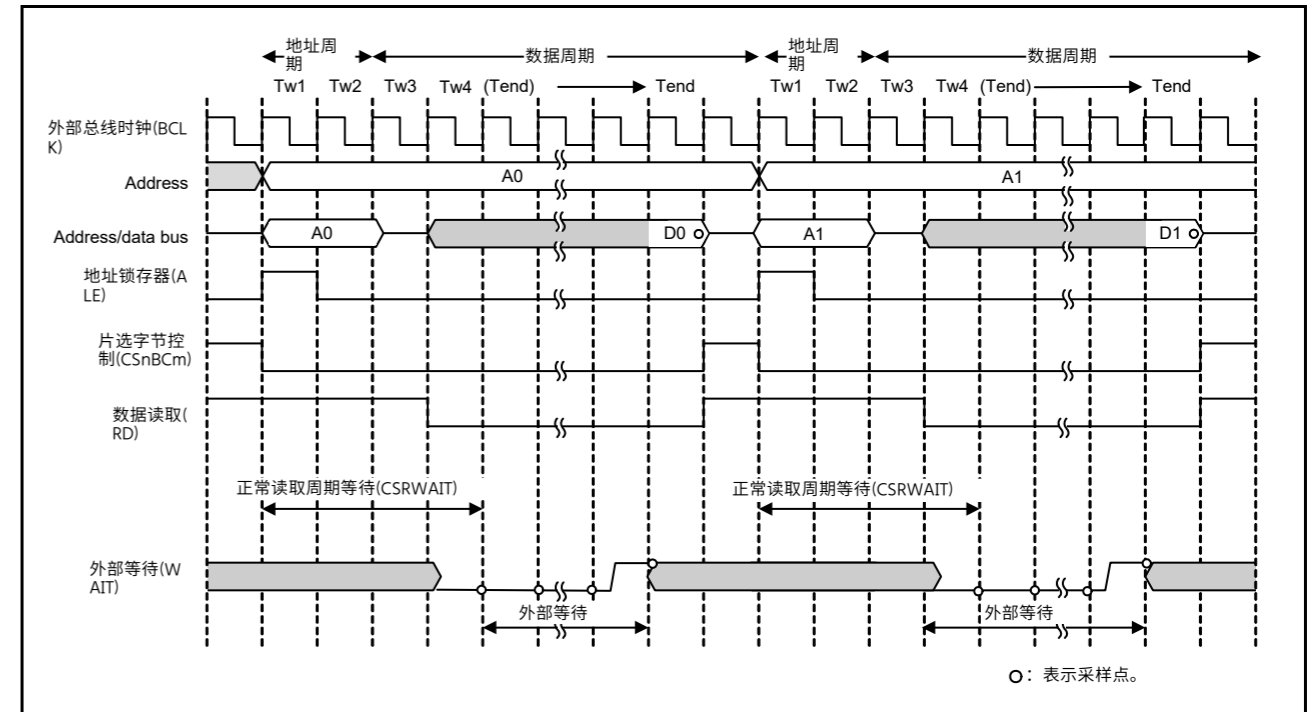 地址周
期
数据周期
地址周
期
数据周期
Tw1 Tw2 Tw3 Tw4 (Tend) Tend Tw1 Tw2 Tw3 Tw4 (Tend) Tend
外部总线时钟(BCL
K)
Address A0 A1
Address/data bus A0 D0 A1 D1
地址锁存器(A
LE)
片选字节控
制(CSnBCm)
数据读取(
RD)
正常读取周期等待(CSRWAIT) 正常读取周期等待(CSRWAIT)
外部等待(W
AIT)
外部等待 外部等待
o：表示采样点。